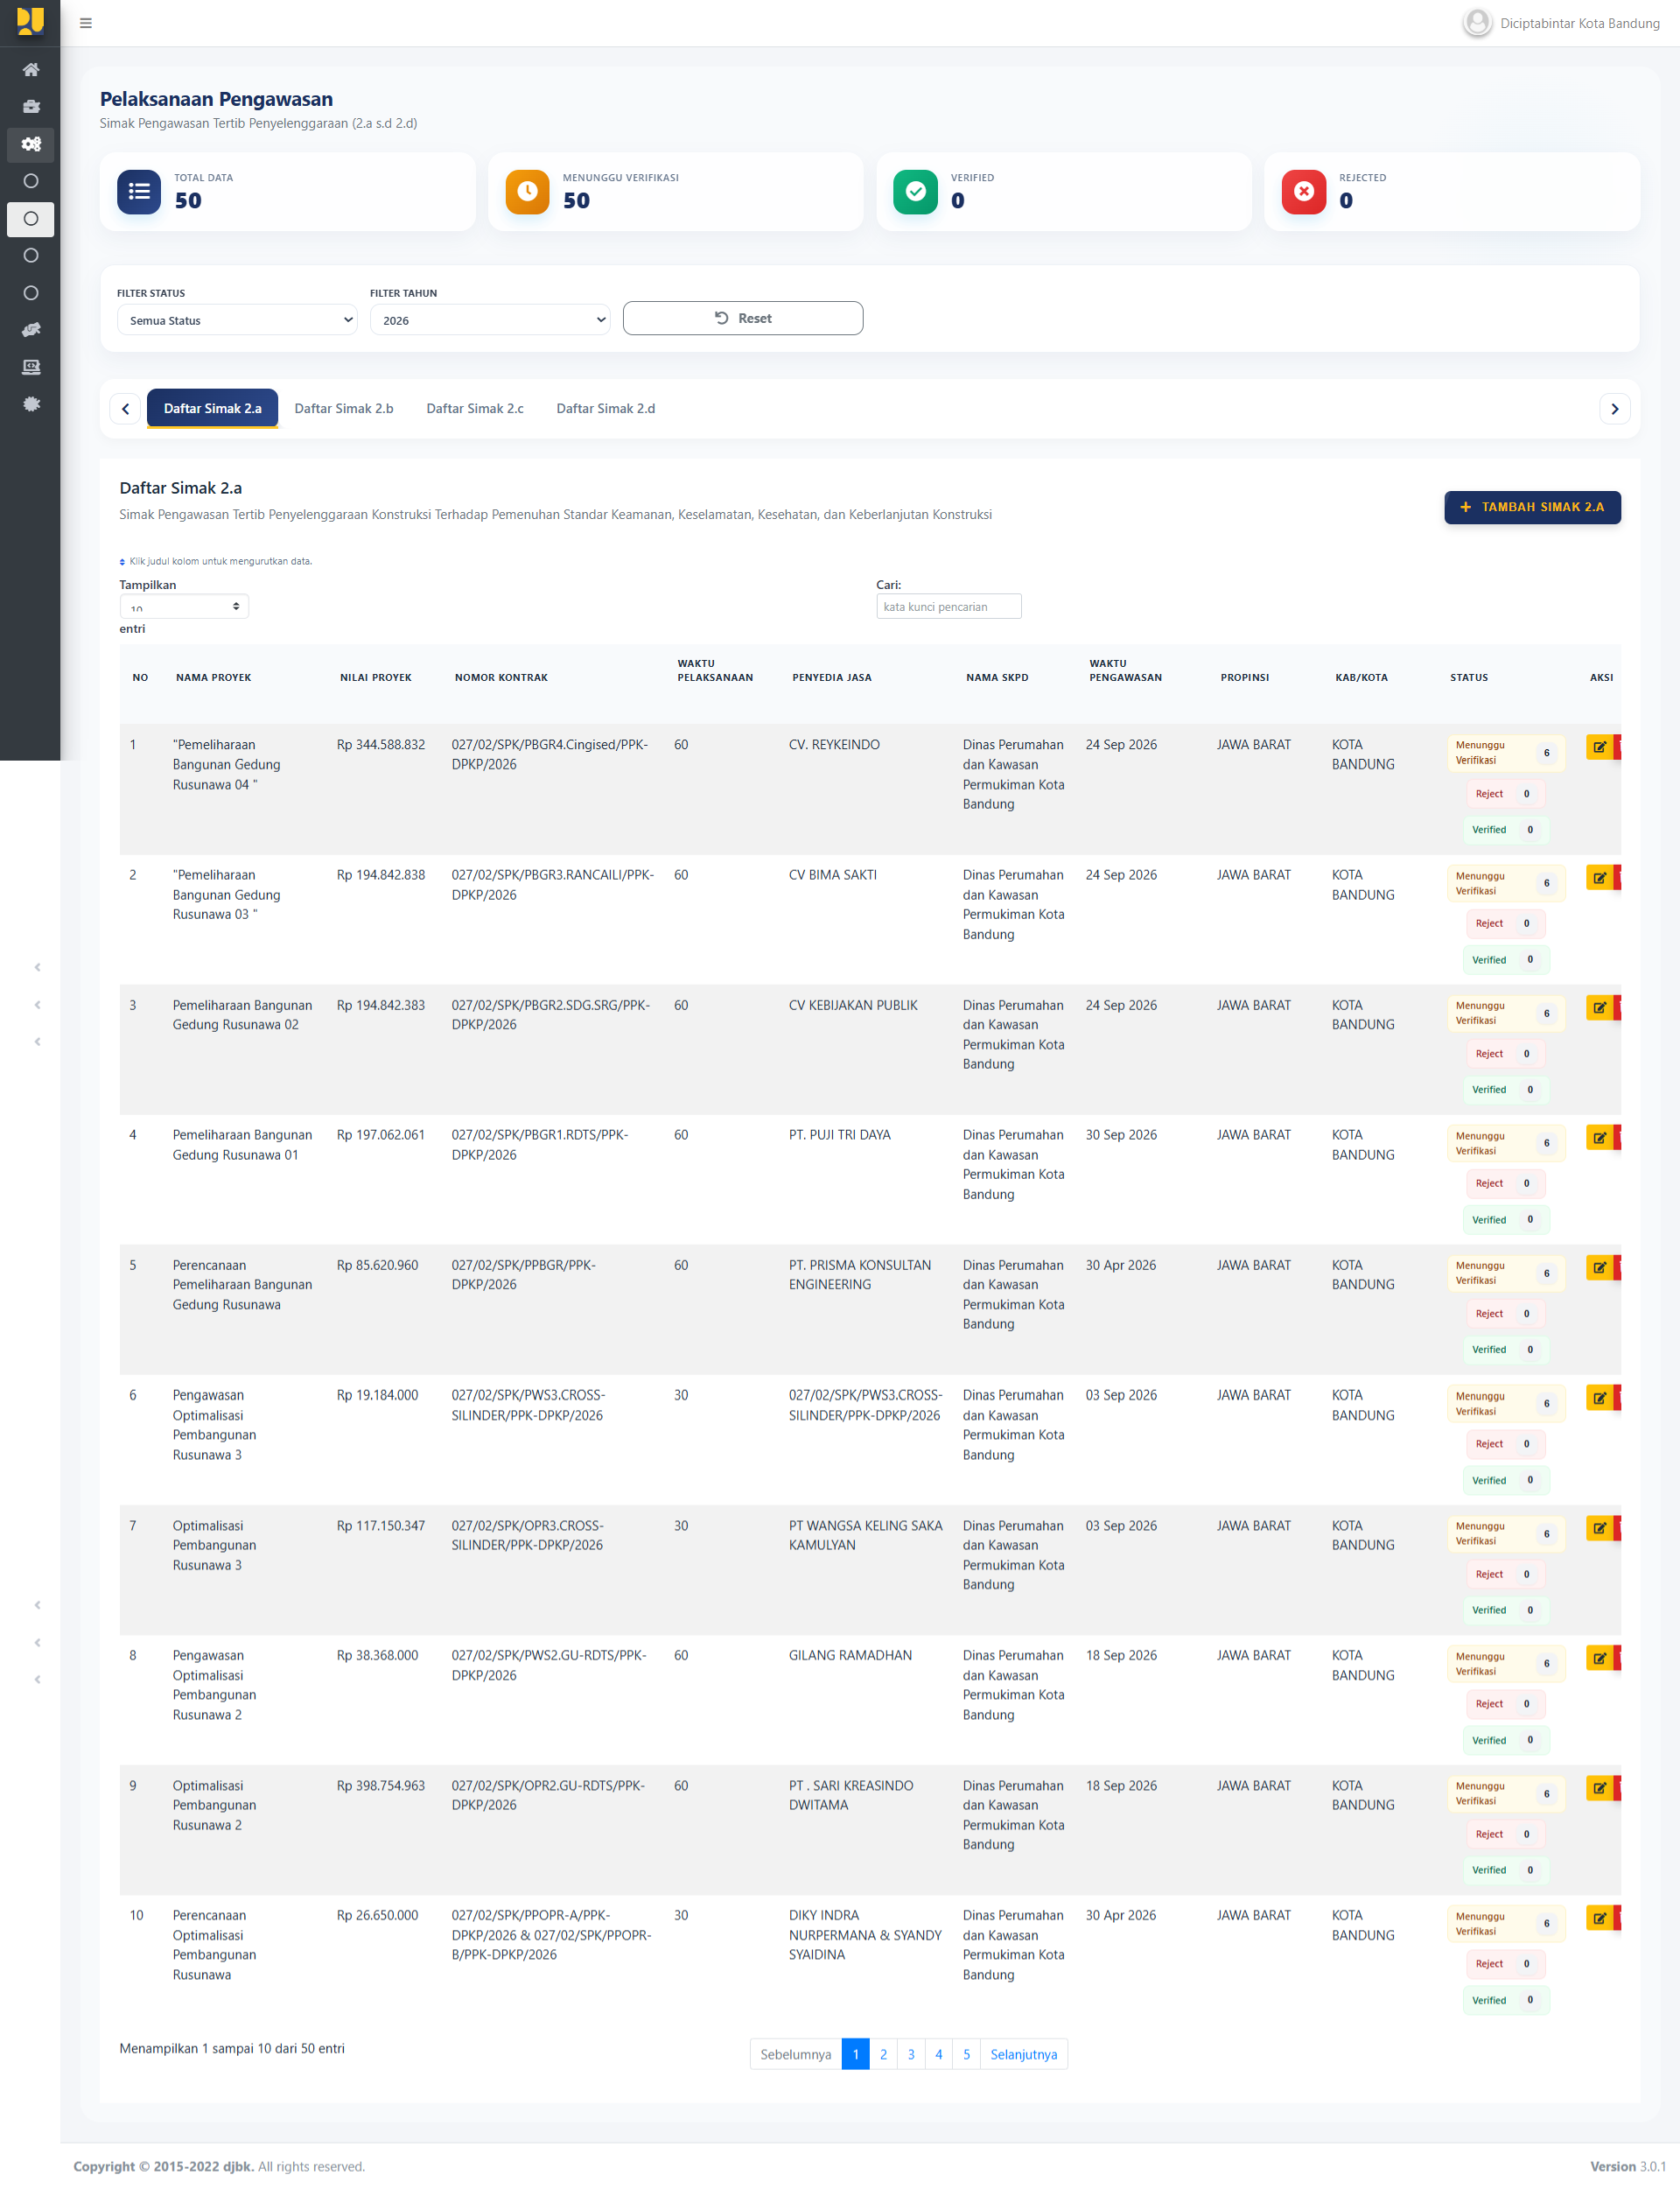 Diciptabintar Kota Bandung
Pelaksanaan Pengawasan
Simak Pengawasan Tertib Penyelenggaraan (2.a s.d 2.d)
TOTAL DATA
50
MENUNGGU VERIFIKASI
50
VERIFIED
0
REJECTED
0
FILTER STATUS
Semua Status
FILTER TAHUN
2026
Reset
Daftar Simak 2.a
Daftar Simak 2.b
Daftar Simak 2.c
Daftar Simak 2.d
Daftar Simak 2.a
Simak Pengawasan Tertib Penyelenggaraan Konstruksi Terhadap Pemenuhan Standar Keamanan, Keselamatan, Kesehatan, dan Keberlanjutan Konstruksi
+ TAMBAH SIMAK 2.A
Klik judul kolom untuk mengurutkan data.
Tampilkan
10
entri
Cari:
kata kunci pencarian
NO NAMA PROYEK NILAI PROYEK NOMOR KONTRAK WAKTU PELAKSANAAN PENYEDIA JASA NAMA SKPD WAKTU PENGAWASAN PROPINSI KAB/KOTA STATUS AKSI
1 "Pemeliharaan Bangunan Gedung Rusunawa 04 " Rp 344.588.832 027/02/SPK/PBGR4.Cingised/PPK-DPKP/2026 60 CV. REYKEINDO Dinas Perumahan dan Kawasan Permukiman Kota Bandung 24 Sep 2026 JAWA BARAT KOTA BANDUNG Menunggu Verifikasi 6 Reject 0 Verified 0
2 "Pemeliharaan Bangunan Gedung Rusunawa 03 " Rp 194.842.838 027/02/SPK/PBGR3.RANCAILI/PPK-DPKP/2026 60 CV BIMA SAKTI Dinas Perumahan dan Kawasan Permukiman Kota Bandung 24 Sep 2026 JAWA BARAT KOTA BANDUNG Menunggu Verifikasi 6 Reject 0 Verified 0
3 Pemeliharaan Bangunan Gedung Rusunawa 02 Rp 194.842.383 027/02/SPK/PBGR2.SDG.SRG/PPK-DPKP/2026 60 CV KEBIJAKAN PUBLIK Dinas Perumahan dan Kawasan Permukiman Kota Bandung 24 Sep 2026 JAWA BARAT KOTA BANDUNG Menunggu Verifikasi 6 Reject 0 Verified 0
4 Pemeliharaan Bangunan Gedung Rusunawa 01 Rp 197.062.061 027/02/SPK/PBGR1.RDTS/PPK-DPKP/2026 60 PT. PUJI TRI DAYA Dinas Perumahan dan Kawasan Permukiman Kota Bandung 30 Sep 2026 JAWA BARAT KOTA BANDUNG Menunggu Verifikasi 6 Reject 0 Verified 0
5 Perencanaan Pemeliharaan Bangunan Gedung Rusunawa Rp 85.620.960 027/02/SPK/PPBGR/PPK-DPKP/2026 60 PT. PRISMA KONSULTAN ENGINEERING Dinas Perumahan dan Kawasan Permukiman Kota Bandung 30 Apr 2026 JAWA BARAT KOTA BANDUNG Menunggu Verifikasi 6 Reject 0 Verified 0
6 Pengawasan Optimalisasi Pembangunan Rusunawa 3 Rp 19.184.000 027/02/SPK/PWS3.CROSS-SILINDER/PPK-DPKP/2026 30 027/02/SPK/PWS3.CROSS-SILINDER/PPK-DPKP/2026 Dinas Perumahan dan Kawasan Permukiman Kota Bandung 03 Sep 2026 JAWA BARAT KOTA BANDUNG Menunggu Verifikasi 6 Reject 0 Verified 0
7 Optimalisasi Pembangunan Rusunawa 3 Rp 117.150.347 027/02/SPK/OPR3.CROSS-SILINDER/PPK-DPKP/2026 30 PT WANGSA KELING SAKA KAMULYAN Dinas Perumahan dan Kawasan Permukiman Kota Bandung 03 Sep 2026 JAWA BARAT KOTA BANDUNG Menunggu Verifikasi 6 Reject 0 Verified 0
8 Pengawasan Optimalisasi Pembangunan Rusunawa 2 Rp 38.368.000 027/02/SPK/PWS2.GU-RDTS/PPK-DPKP/2026 60 GILANG RAMADHAN Dinas Perumahan dan Kawasan Permukiman Kota Bandung 18 Sep 2026 JAWA BARAT KOTA BANDUNG Menunggu Verifikasi 6 Reject 0 Verified 0
9 Optimalisasi Pembangunan Rusunawa 2 Rp 398.754.963 027/02/SPK/OPR2.GU-RDTS/PPK-DPKP/2026 60 PT . SARI KREASINDO DWITAMA Dinas Perumahan dan Kawasan Permukiman Kota Bandung 18 Sep 2026 JAWA BARAT KOTA BANDUNG Menunggu Verifikasi 6 Reject 0 Verified 0
10 Perencanaan Optimalisasi Pembangunan Rusunawa Rp 26.650.000 027/02/SPK/PPOPR-A/PPK-DPKP/2026 & 027/02/SPK/PPOPR-B/PPK-DPKP/2026 30 DIKY INDRA NURPERMANA & SYANDY SYAIDINA Dinas Perumahan dan Kawasan Permukiman Kota Bandung 30 Apr 2026 JAWA BARAT KOTA BANDUNG Menunggu Verifikasi 6 Reject 0 Verified 0
Menampilkan 1 sampai 10 dari 50 entri
Sebelumnya 1 2 3 4 5 Selanjutnya
Copyright © 2015-2022 djbk. All rights reserved.
Version 3.0.1